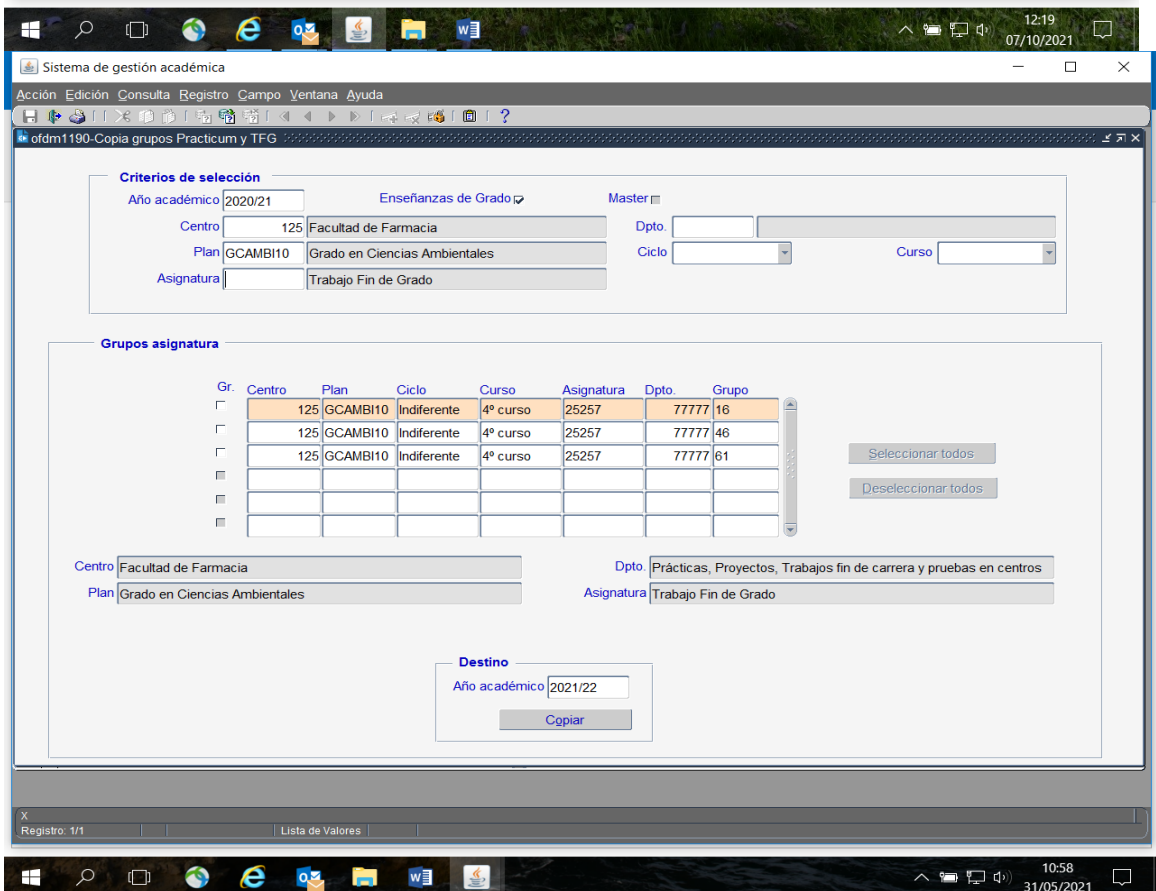 12:19
07/10/2021
Sistema de gestión académica
Acción Edición Consulta Registro Campo Ventana Ayuda
ofdm1190-Copia grupos Practicum y TFG
Criterios de selección
Año académico 2020/21 Enseñanzas de Grado Master
Centro 125 Facultad de Farmacia Dpto.
Plan GCAMBI10 Grado en Ciencias Ambientales Ciclo Curso
Asignatura Trabajo Fin de Grado
Grupos asignatura
Gr. Centro Plan Ciclo Curso Asignatura Dpto. Grupo
125 GCAMBI10 Indiferente 4º curso 25257 77777 16
125 GCAMBI10 Indiferente 4º curso 25257 77777 46
125 GCAMBI10 Indiferente 4º curso 25257 77777 61
Seleccionar todos
Deseleccionar todos
Centro Facultad de Farmacia Dpto. Prácticas, Proyectos, Trabajos fin de carrera y pruebas en centros
Plan Grado en Ciencias Ambientales Asignatura Trabajo Fin de Grado
Destino
Año académico 2021/22
Copiar
X
Registro: 1/1 Lista de Valores
10:58
31/05/2021